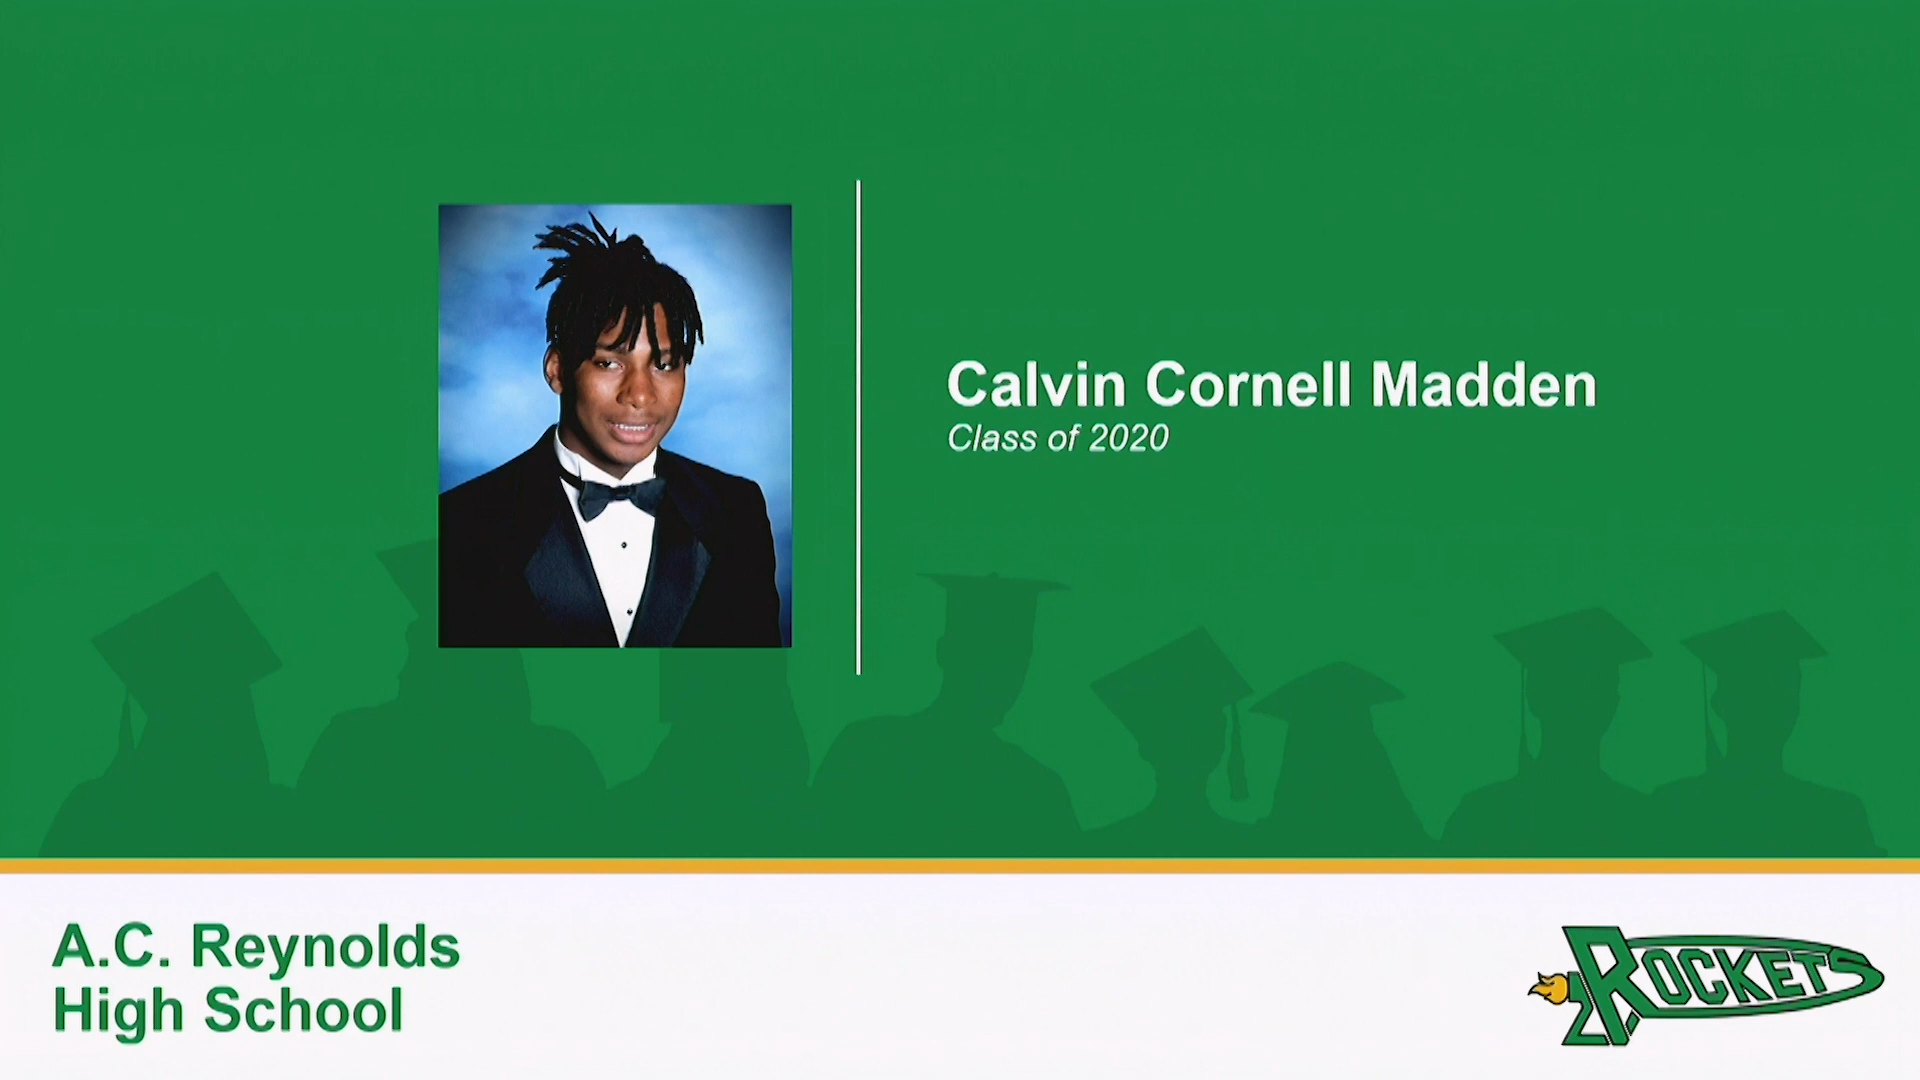 Calvin Cornell Madden
Class of 2020
A.C. Reynolds
High School
ROCKETS